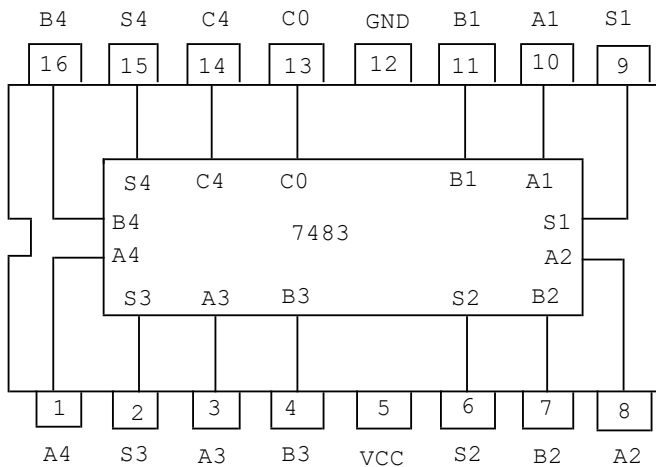 B4 S4 C4 C0 GND B1 A1 S1
16 15 14 13 12 11 10 9
S4 C4 C0 B1 A1
B4 7483 S1
A4 A2
S3 A3 B3 S2 B2
1 2 3 4 5 6 7 8
A4 S3 A3 B3 VCC S2 B2 A2